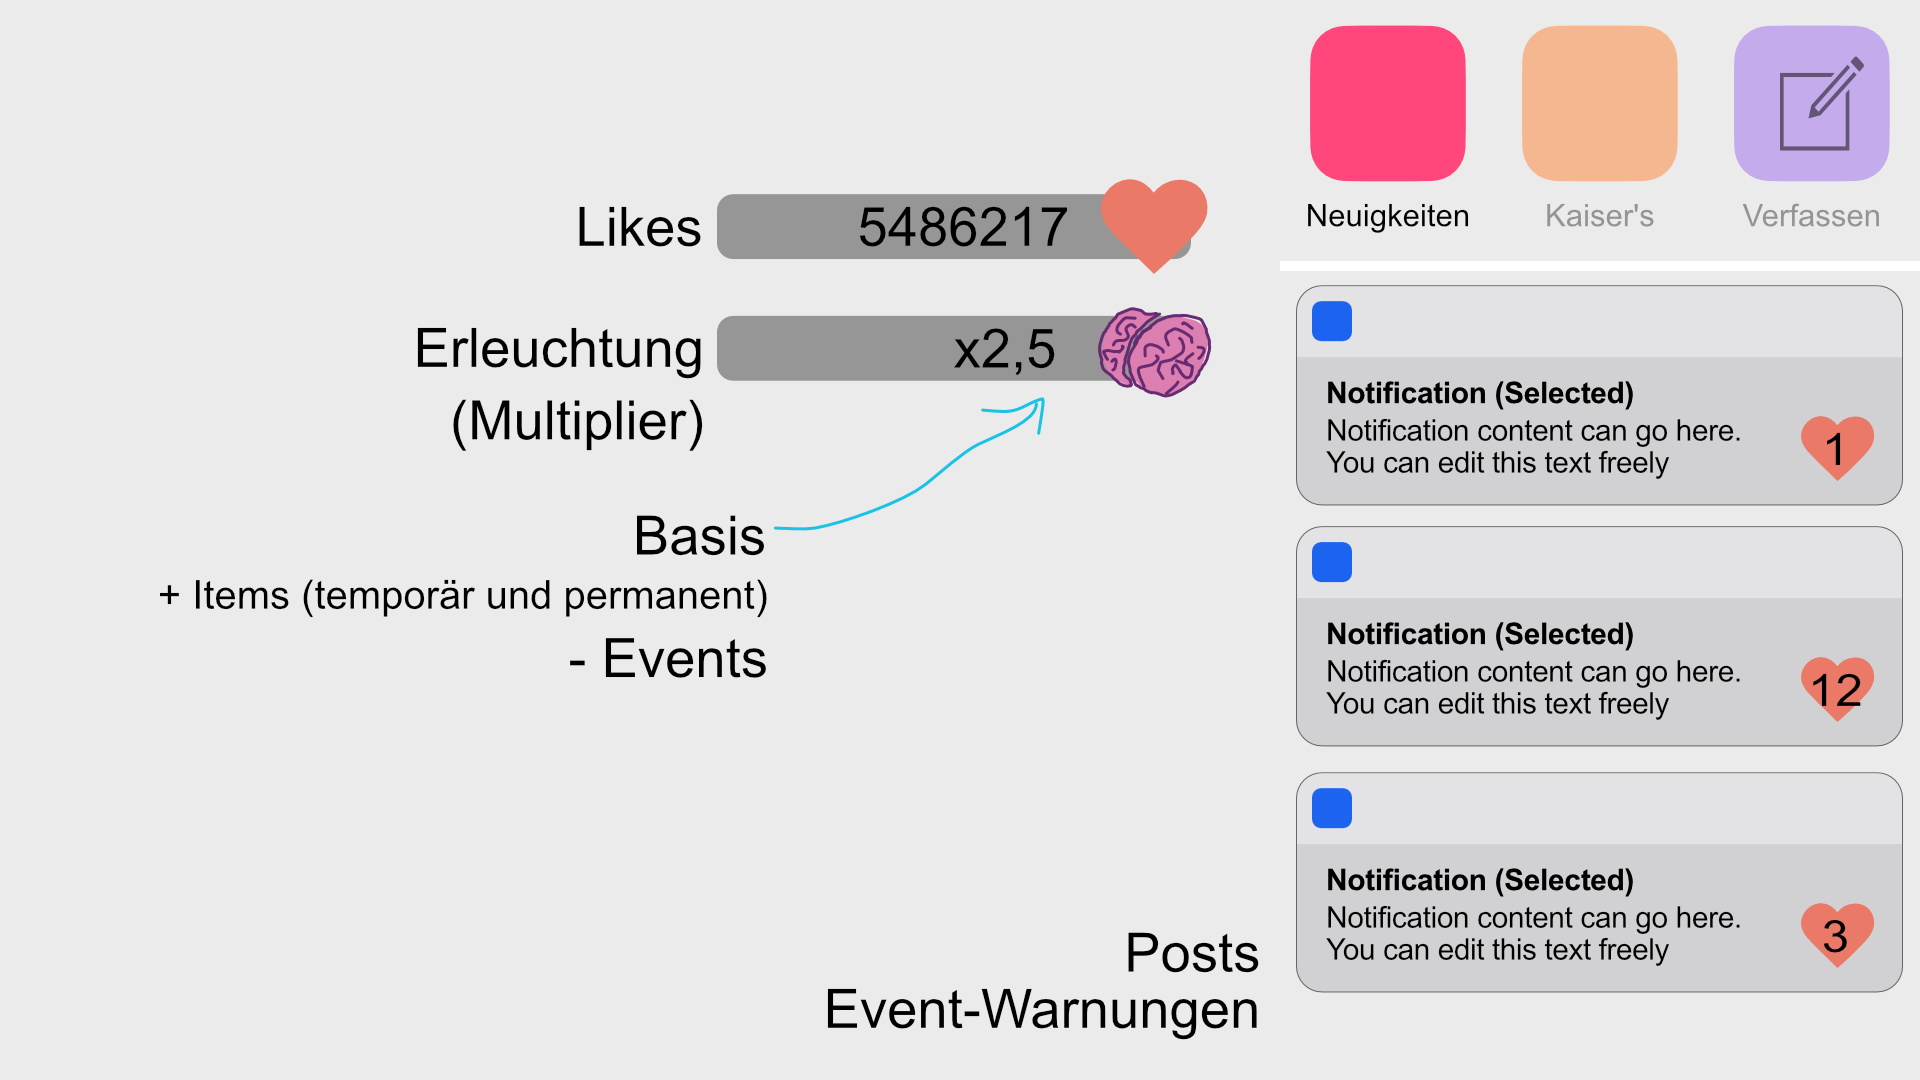 Likes 5486217
Erleuchtung x2,5
(Multiplier)
Basis
+ Items (temporär und permanent)
- Events
Posts
Event-Warnungen
Neuigkeiten Kaiser's Verfassen
Notification (Selected)
Notification content can go here.
You can edit this text freely
1
Notification (Selected)
Notification content can go here.
You can edit this text freely
12
Notification (Selected)
Notification content can go here.
You can edit this text freely
3